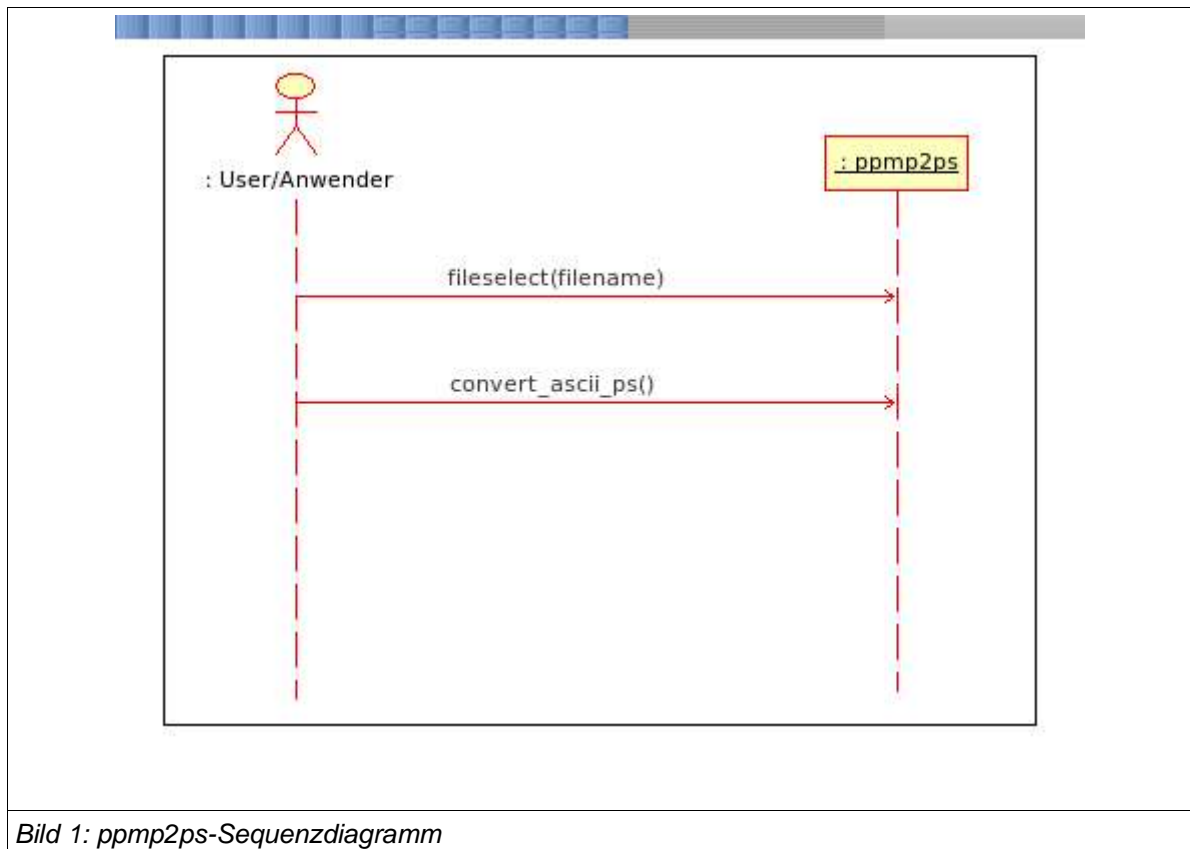 : User/Anwender
: ppmp2ps
fileselect(filename)
convert_ascii_ps()
Bild 1: ppmp2ps-Sequenzdiagramm